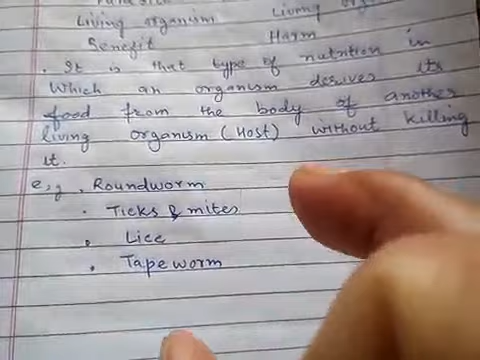 Living organism Living
Benefit Harm
. It is that type of nutrition in
which an organism derives its
food from the body of another
living organism (Host) without killing
it.
e,g . Roundworm
. Ticks & mites
. Lice
. Tapeworm